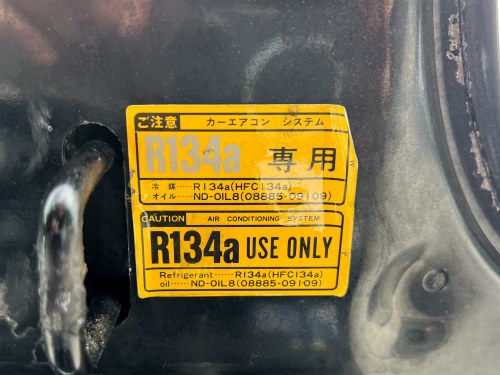 ご注意 カーエアコン システム
R134a 専用
冷 媒……R134a(HFC134a)
オイル……ND-OIL8(08885-09109)
CAUTION AIR CONDITIONING SYSTEM
R134a USE ONLY
Refrigerant……R134a(HFC134a)
oil……ND-OIL8(08885-09109)